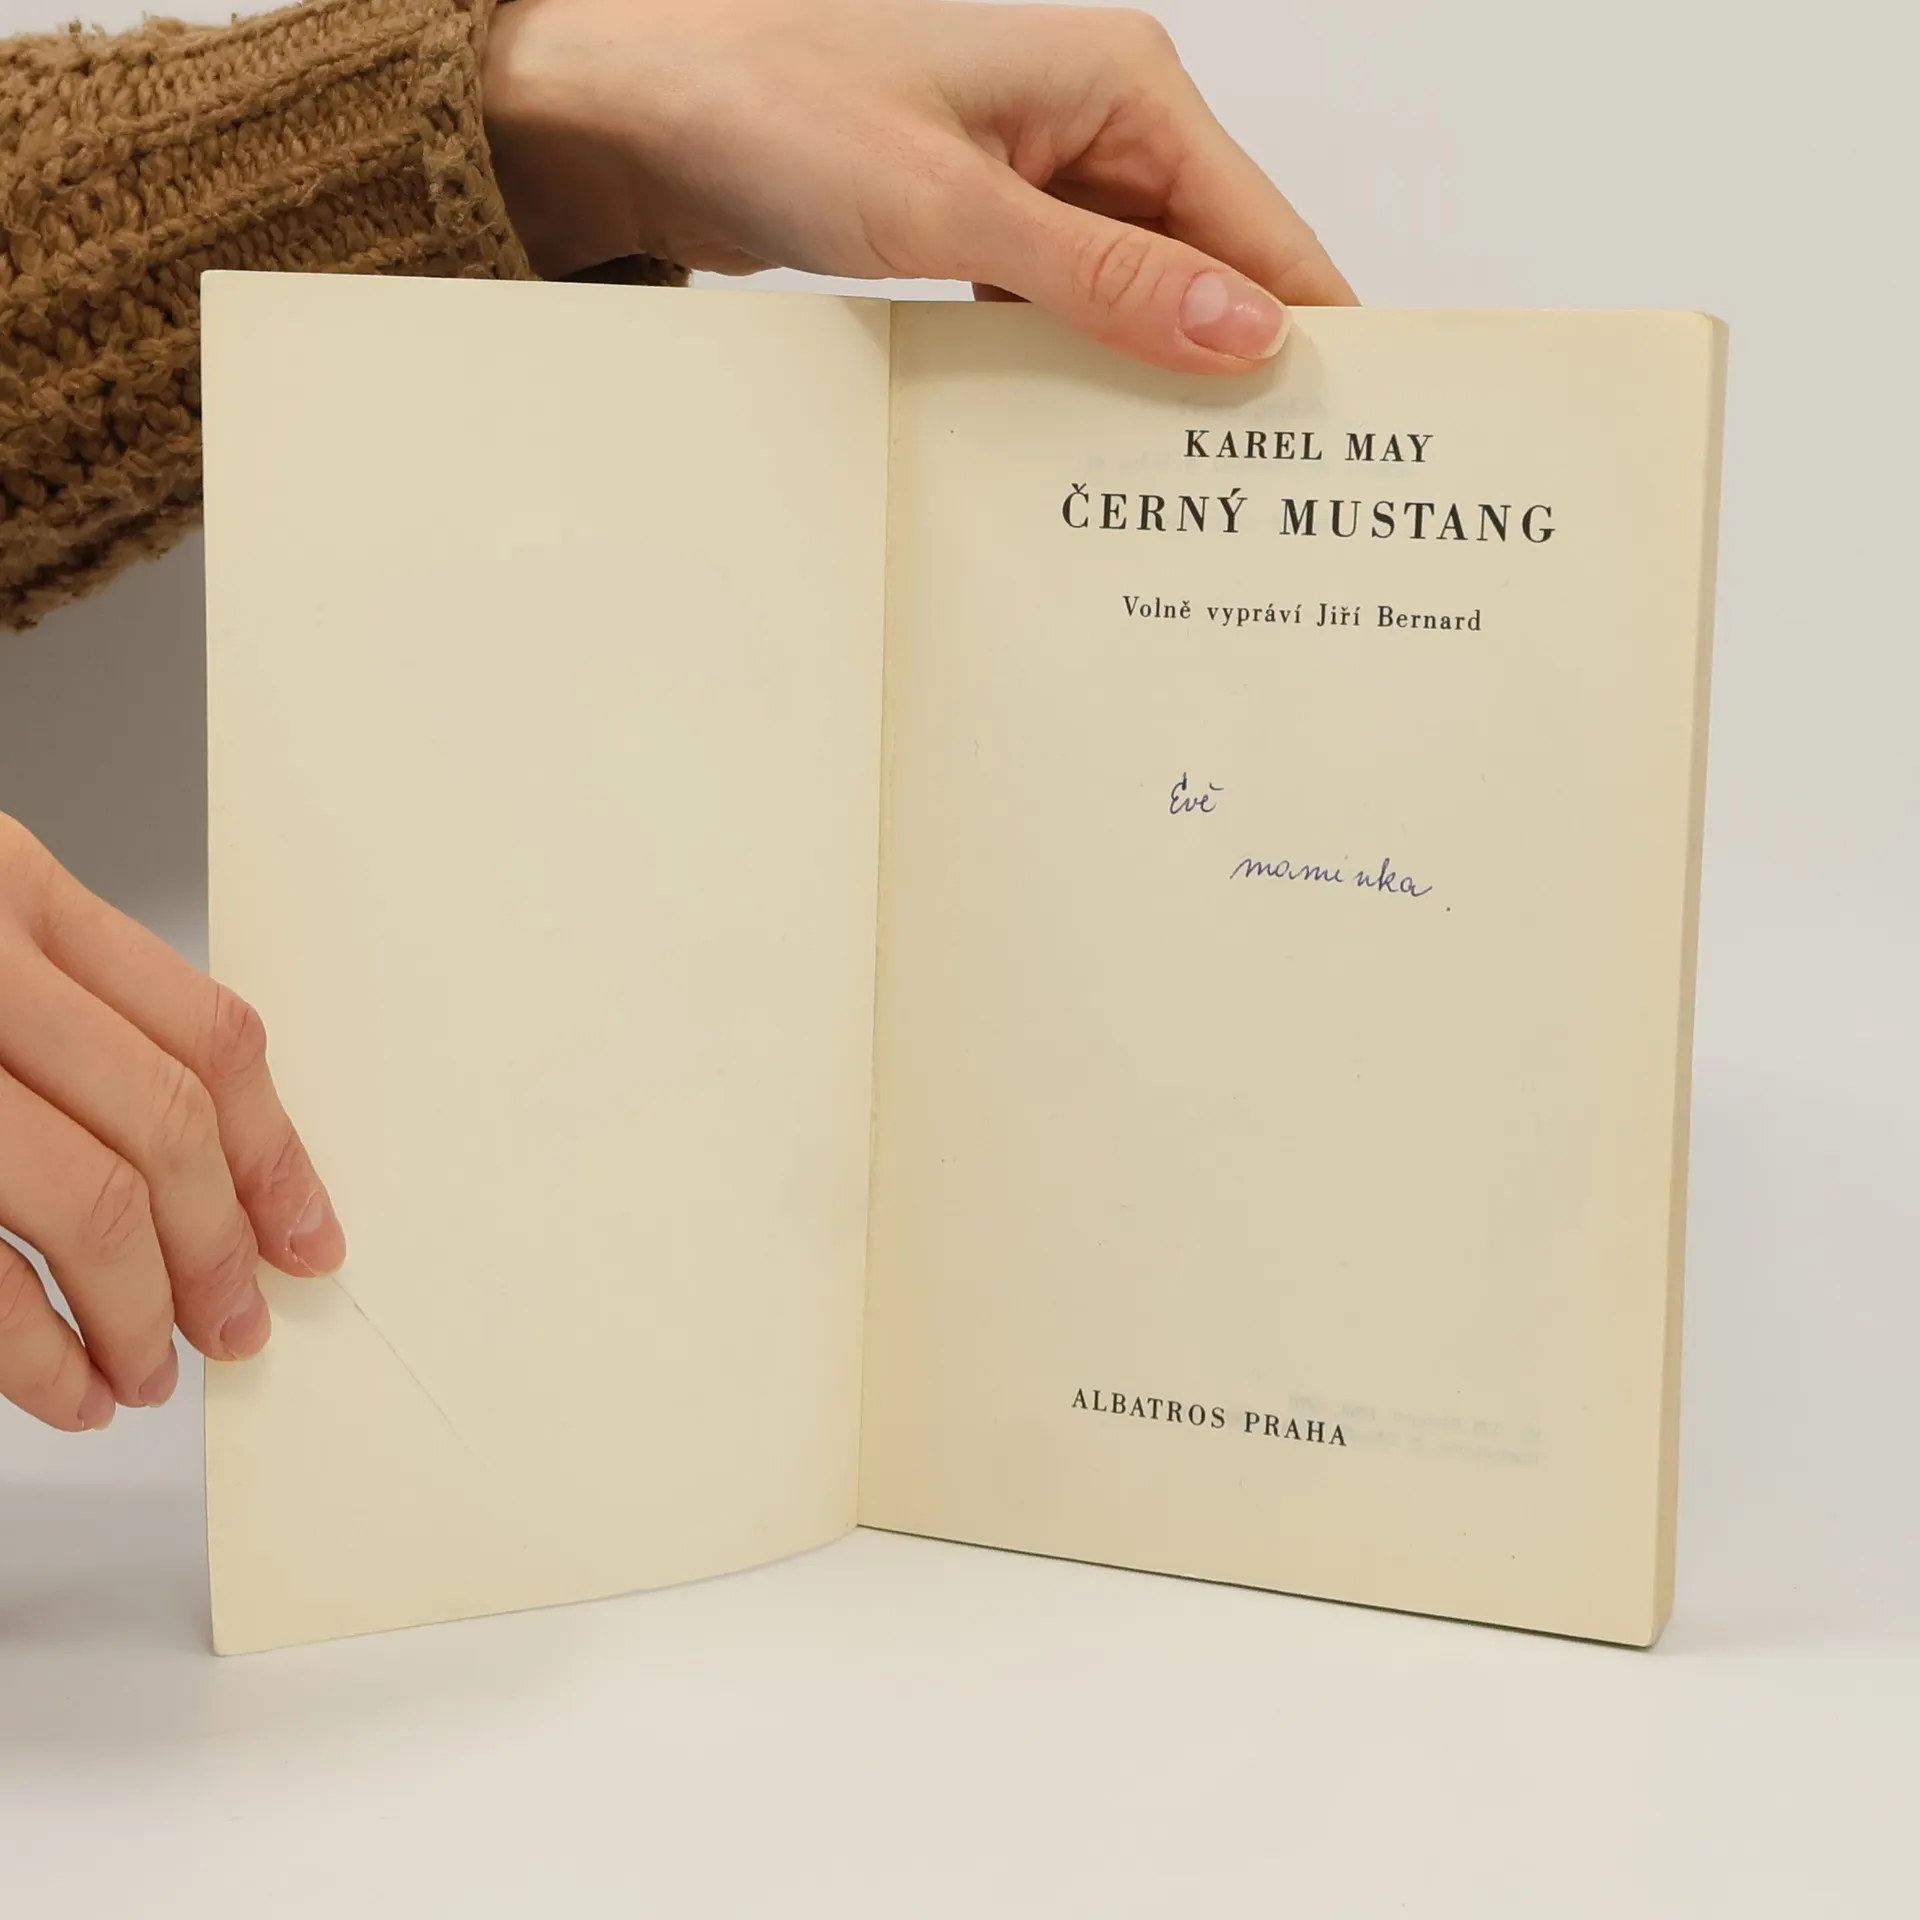 KAREL MAY
ČERNÝ MUSTANG
Volně vypráví Jiří Bernard
Evě
maminka.
ALBATROS PRAHA